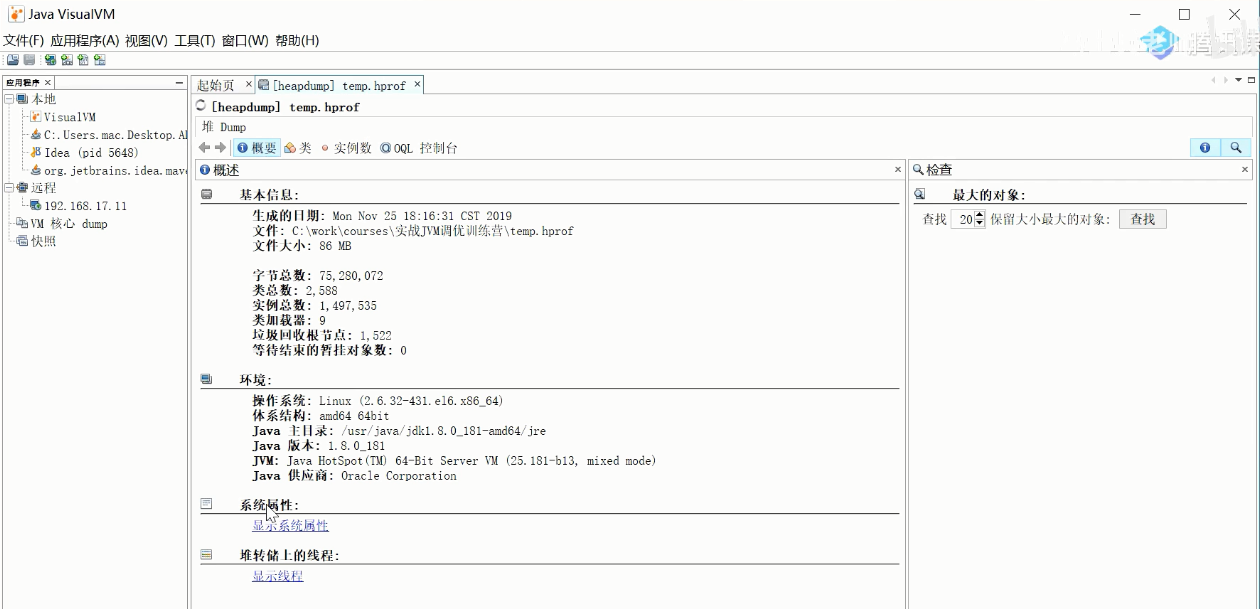 Java VisualVM
文件(F) 应用程序(A) 视图(V) 工具(T) 窗口(W) 帮助(H)
应用程序
本地
VisualVM
C:.Users.mac.Desktop.A
Idea (pid 5648)
org.jetbrains.idea.mave
远程
192.168.17.11
VM 核心 dump
快照
起始页
[heapdump] temp.hprof
[heapdump] temp.hprof
堆 Dump
概要 类 实例数 OQL 控制台
概述
基本信息:
生成的日期: Mon Nov 25 18:16:31 CST 2019
文件: C:\work\courses\实战JVM调优训练营\temp.hprof
文件大小: 86 MB
字节总数: 75,280,072
类总数: 2,588
实例总数: 1,497,535
类加载器: 9
垃圾回收根节点: 1,522
等待结束的暂挂对象数: 0
环境:
操作系统: Linux (2.6.32-431.el6.x86_64)
体系结构: amd64 64bit
Java 主目录: /usr/java/jdk1.8.0_181-amd64/jre
Java 版本: 1.8.0_181
JVM: Java HotSpot(TM) 64-Bit Server VM (25.181-b13, mixed mode)
Java 供应商: Oracle Corporation
系统属性:
显示系统属性
堆转储上的线程:
显示线程
检查
最大的对象:
查找 20 保留大小最大的对象: 查找
腾讯课